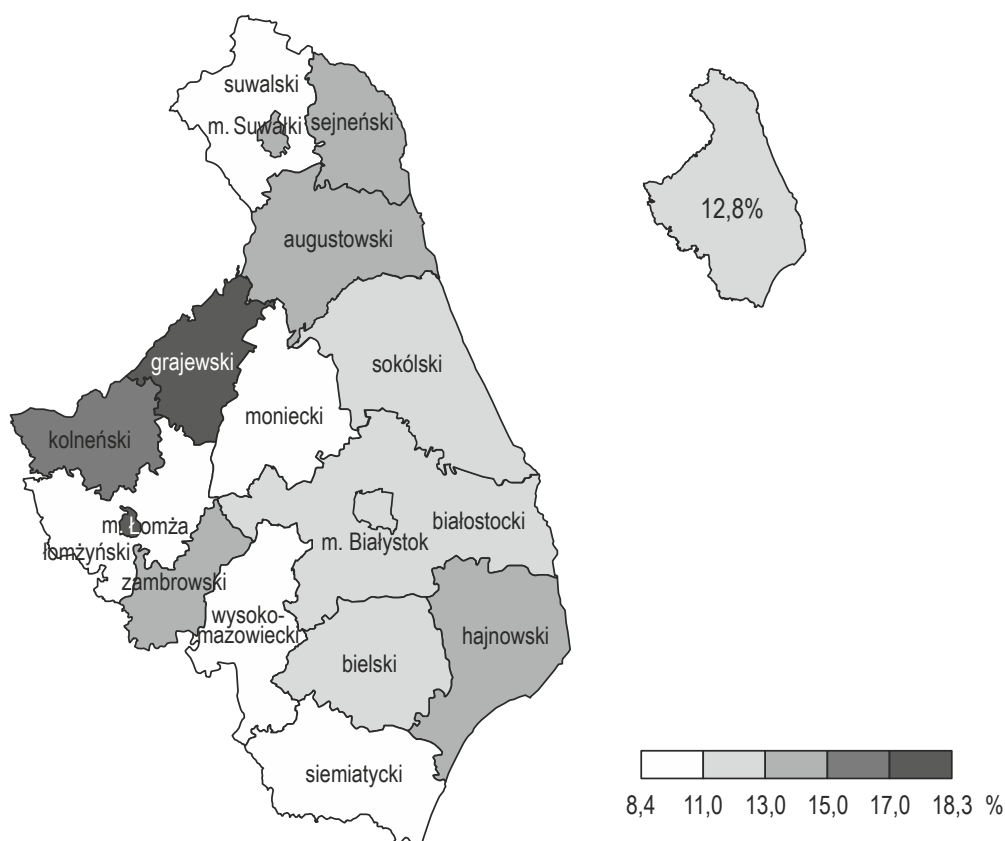 suwalski
m. Suwałki
sejneński
12,8%
augustowski
grajewski
sokólski
moniecki
kolneński
m. Łomża
białostocki
m. Białystok
łomżyński
zambrowski
wysoko-
mazowiecki
hajnowski
bielski
siemiatycki
8,4 11,0 13,0 15,0 17,0 18,3 %